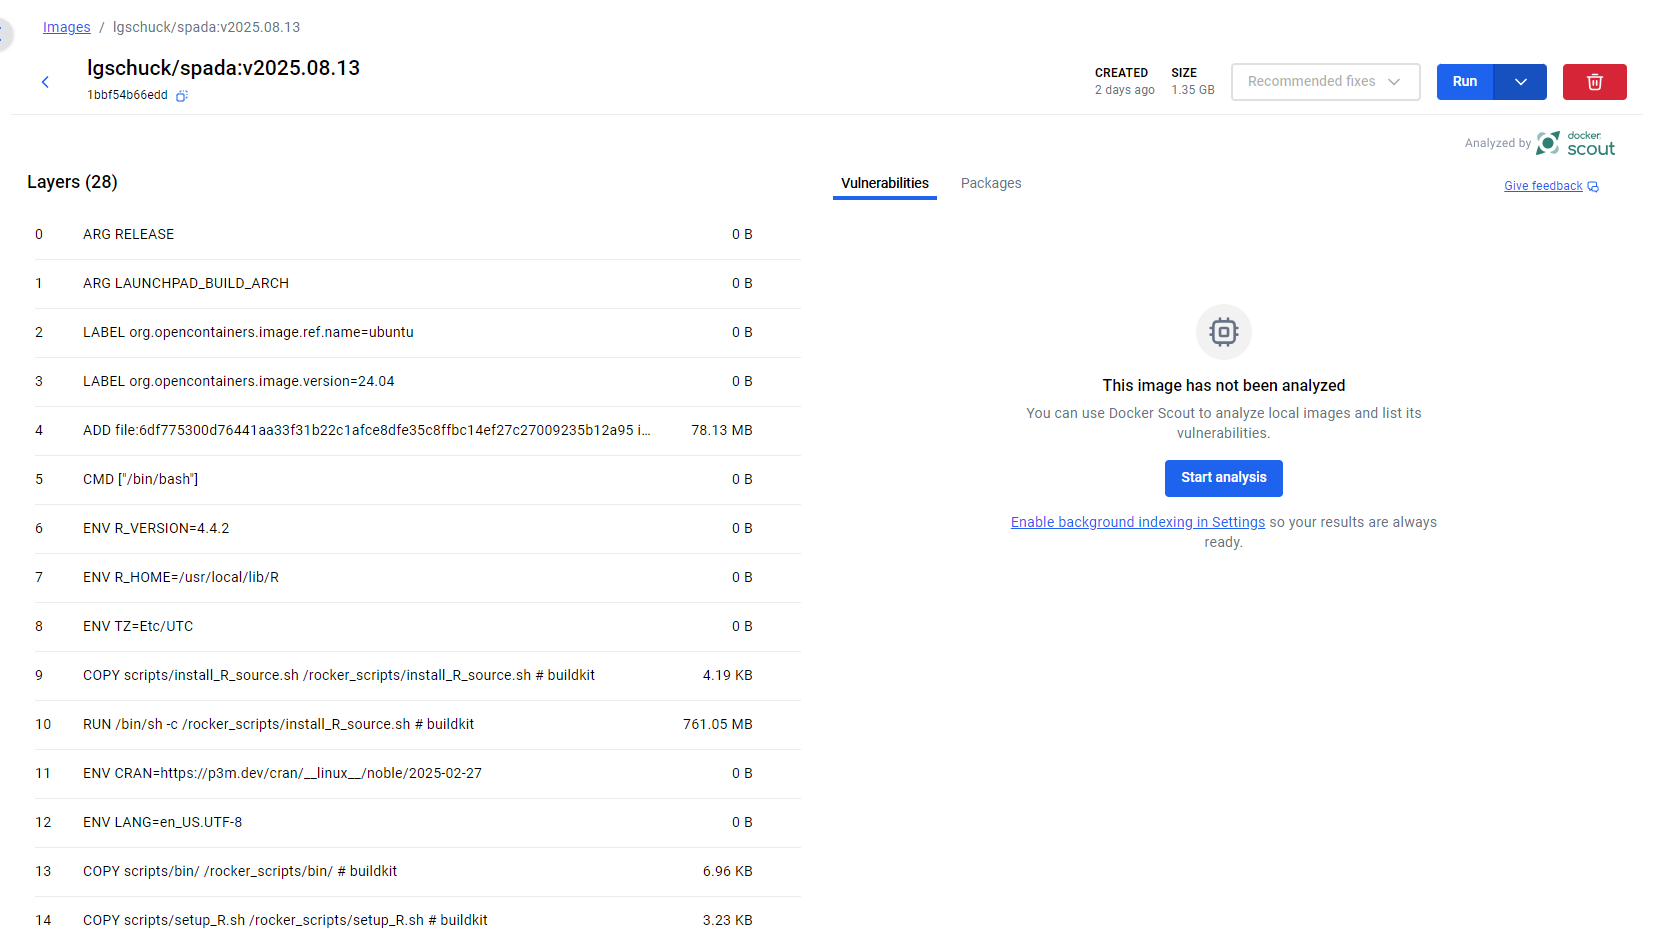 Images / lgschuck/spada:v2025.08.13
lgschuck/spada:v2025.08.13
1bbf54b66edd
CREATED
2 days ago
SIZE
1.35 GB
Recommended fixes
Run
Analyzed by docker scout
Layers (28)
0 ARG RELEASE 0 B
1 ARG LAUNCHPAD_BUILD_ARCH 0 B
2 LABEL org.opencontainers.image.ref.name=ubuntu 0 B
3 LABEL org.opencontainers.image.version=24.04 0 B
4 ADD file:6df775300d76441aa33f31b22c1afce8dfe35c8ffbc14ef27c27009235b12a95 i... 78.13 MB
5 CMD ["/bin/bash"] 0 B
6 ENV R_VERSION=4.4.2 0 B
7 ENV R_HOME=/usr/local/lib/R 0 B
8 ENV TZ=Etc/UTC 0 B
9 COPY scripts/install_R_source.sh /rocker_scripts/install_R_source.sh # buildkit 4.19 KB
10 RUN /bin/sh -c /rocker_scripts/install_R_source.sh # buildkit 761.05 MB
11 ENV CRAN=https://p3m.dev/cran/__linux__/noble/2025-02-27 0 B
12 ENV LANG=en_US.UTF-8 0 B
13 COPY scripts/bin/ /rocker_scripts/bin/ # buildkit 6.96 KB
14 COPY scripts/setup_R.sh /rocker_scripts/setup_R.sh # buildkit 3.23 KB
Vulnerabilities Packages
Give feedback
This image has not been analyzed
You can use Docker Scout to analyze local images and list its
vulnerabilities.
Start analysis
Enable background indexing in Settings so your results are always
ready.